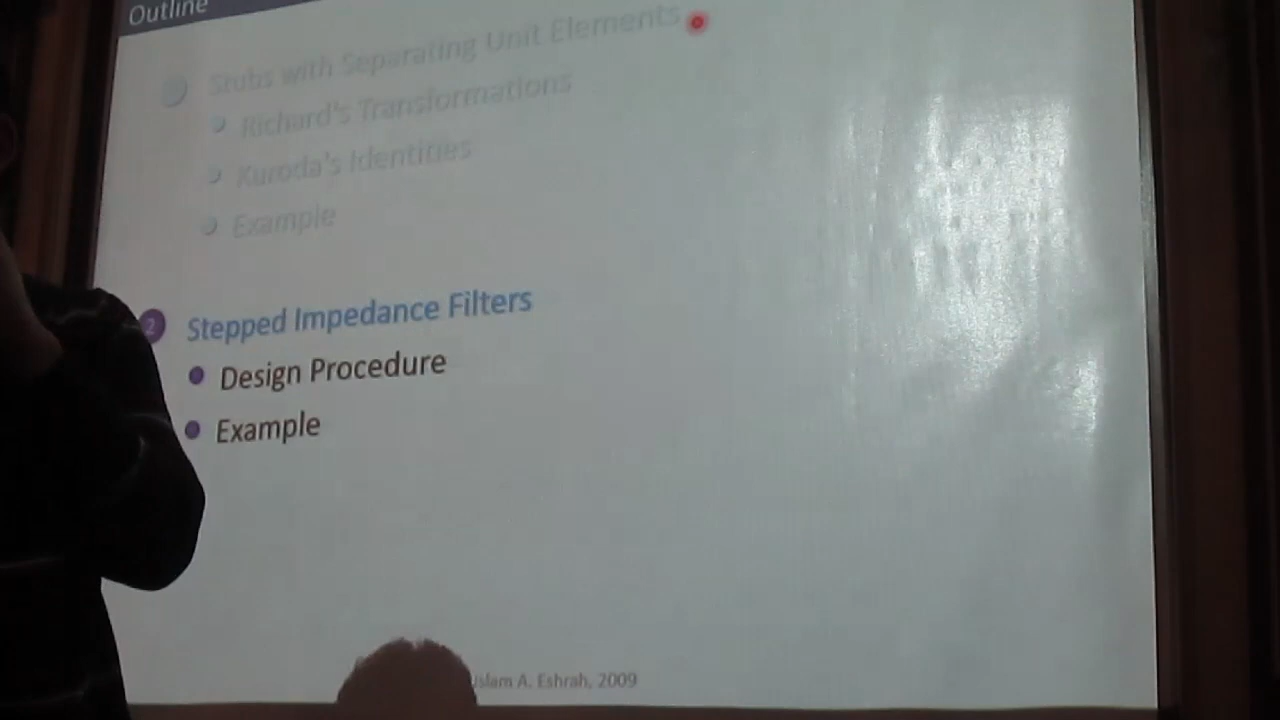 Outline
Stubs with Separating Unit Elements
Richard's Transformations
Kuroda's Identities
Example
2 Stepped Impedance Filters
Design Procedure
Example
Islam A. Eshrah, 2009